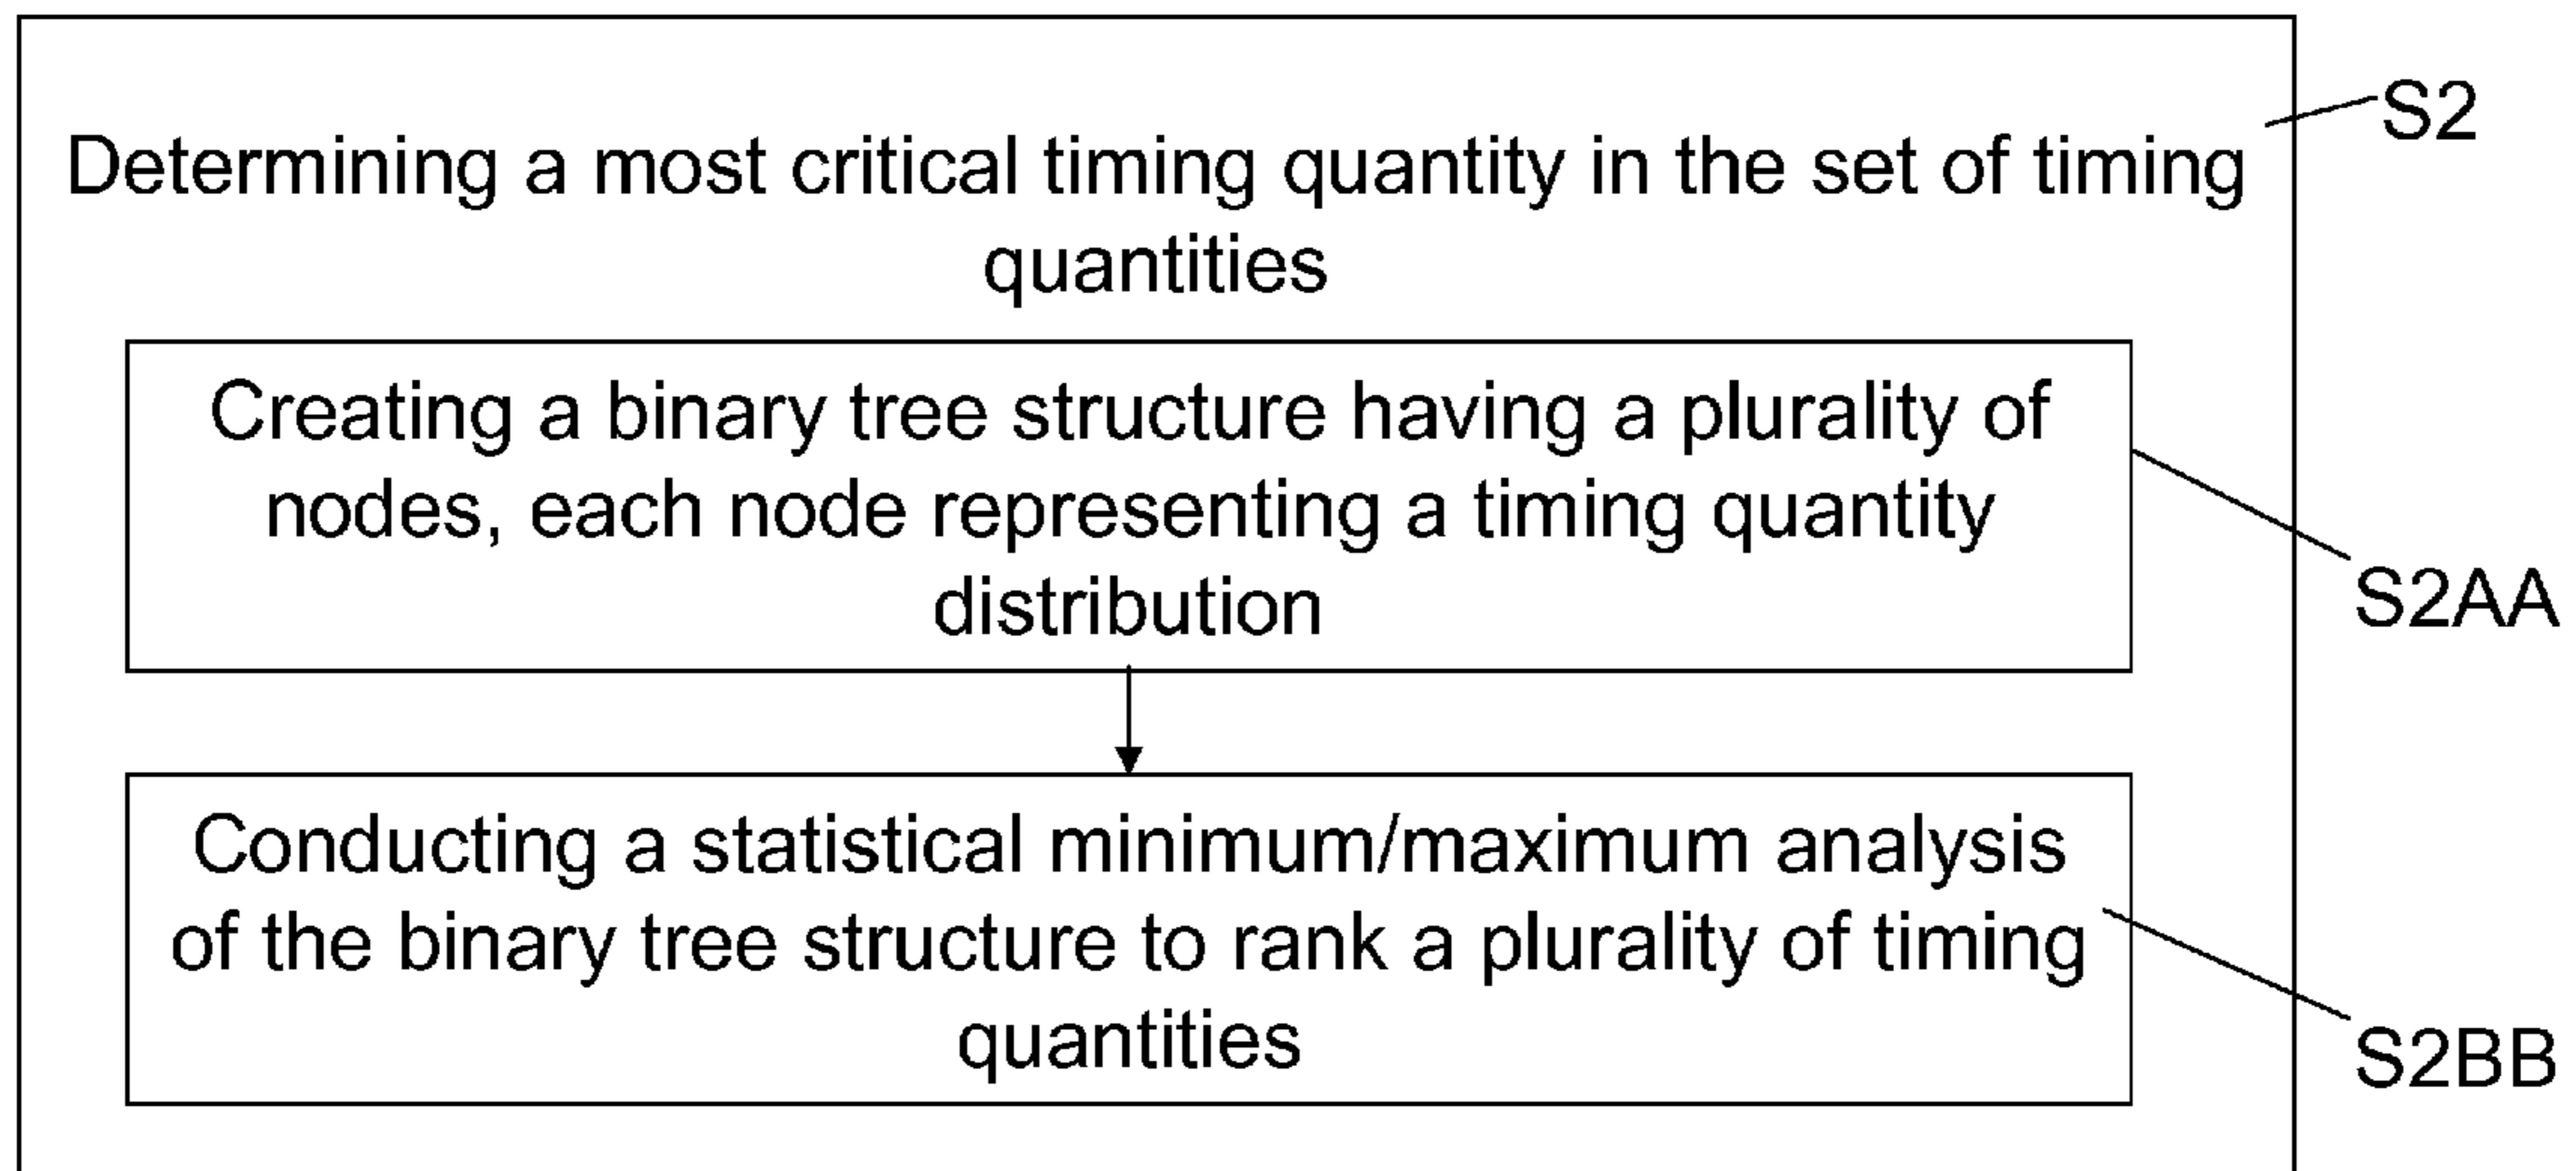 S2
Determining a most critical timing quantity in the set of timing
quantities
Creating a binary tree structure having a plurality of
nodes, each node representing a timing quantity
distribution
S2AA
Conducting a statistical minimum/maximum analysis
of the binary tree structure to rank a plurality of timing
quantities
S2BB